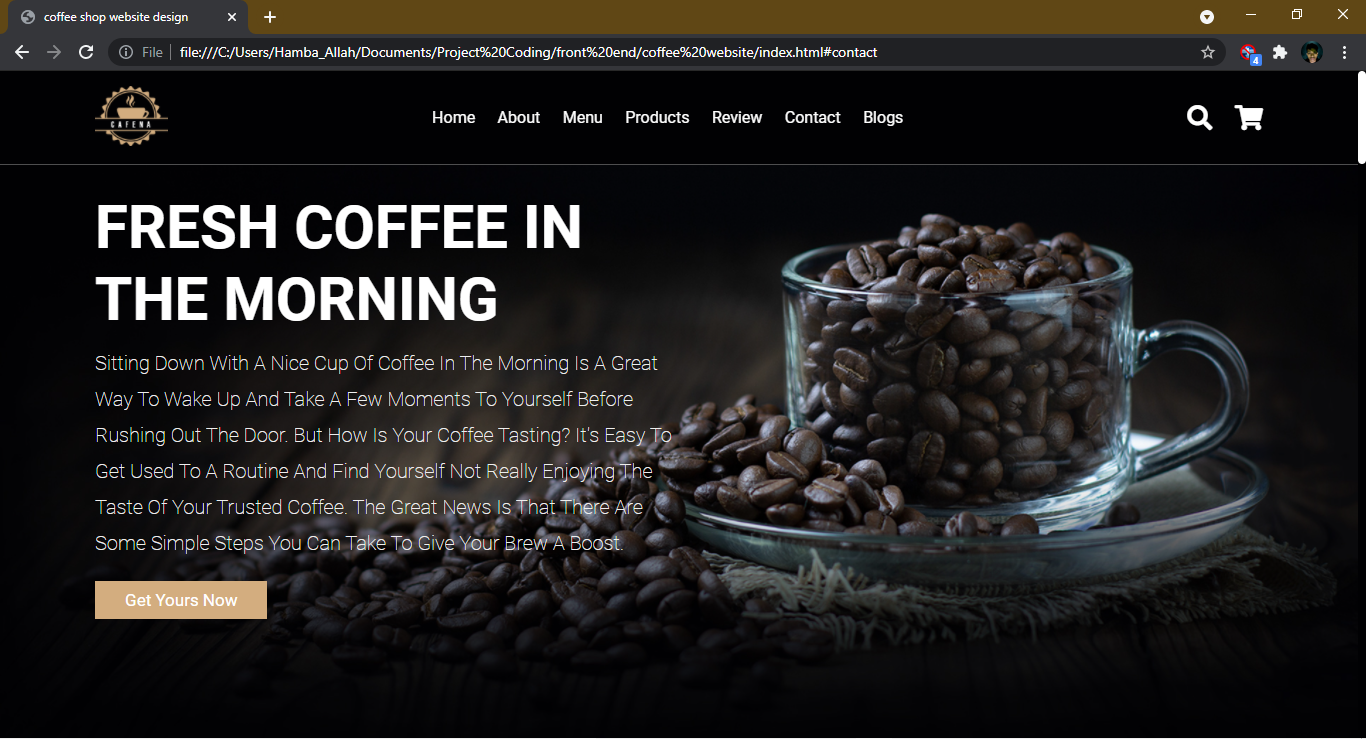 coffee shop website design
File
file:///C:/Users/Hamba_Allah/Documents/Project%20Coding/front%20end/coffee%20website/index.html#contact
4
CAFENA
Home About Menu Products Review Contact Blogs
FRESH COFFEE IN
THE MORNING
Sitting Down With A Nice Cup Of Coffee In The Morning Is A Great
Way To Wake Up And Take A Few Moments To Yourself Before
Rushing Out The Door. But How Is Your Coffee Tasting? It's Easy To
Get Used To A Routine And Find Yourself Not Really Enjoying The
Taste Of Your Trusted Coffee. The Great News Is That There Are
Some Simple Steps You Can Take To Give Your Brew A Boost.
Get Yours Now